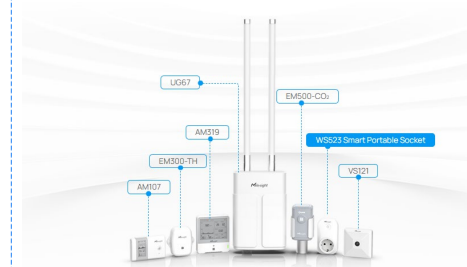 UG67
EM500-CO₂
AM319
WS523 Smart Portable Socket
EM300-TH
VS121
AM107
Milesight